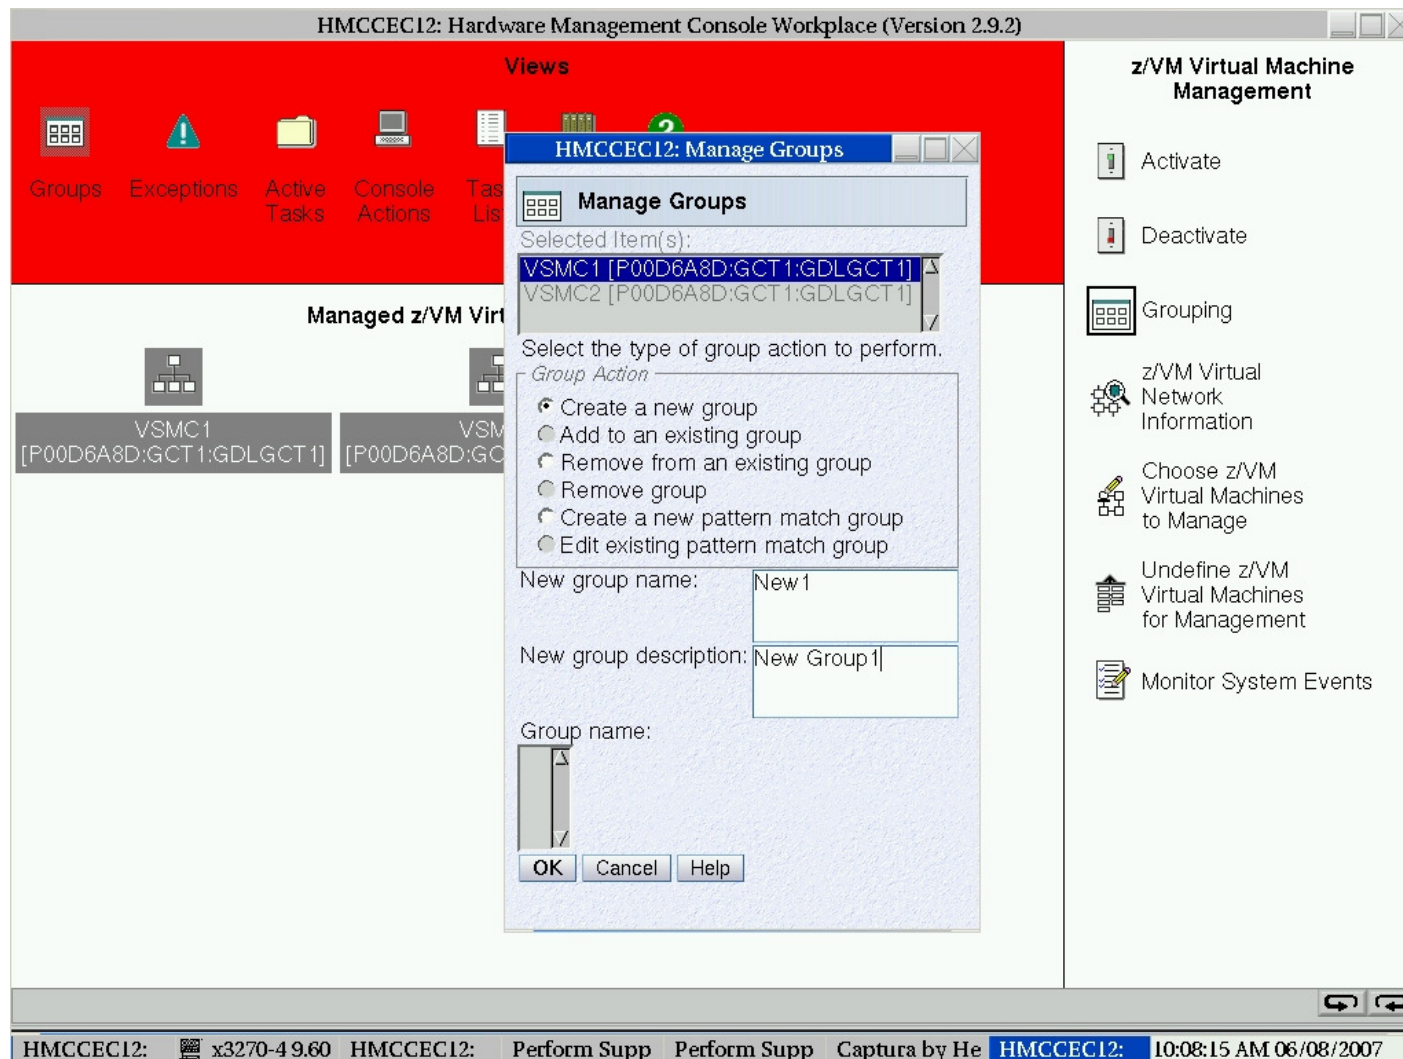 HMCCEC12: Hardware Management Console Workplace (Version 2.9.2)
Views
Groups
Exceptions
Active
Tasks
Console
Actions
Tas
Lis
Managed z/VM Virt
VSMC1
[P00D6A8D:GCT1:GDLGCT1]
VSM
[P00D6A8D:GC
HMCCEC12: Manage Groups
Manage Groups
Selected Item(s):
VSMC1 [P00D6A8D:GCT1:GDLGCT1]
VSMC2 [P00D6A8D:GCT1:GDLGCT1]
Select the type of group action to perform.
Group Action
Create a new group
Add to an existing group
Remove from an existing group
Remove group
Create a new pattern match group
Edit existing pattern match group
New group name:
New1
New group description:
New Group1
Group name:
OK
Cancel
Help
z/VM Virtual Machine
Management
Activate
Deactivate
Grouping
z/VM Virtual
Network
Information
Choose z/VM
Virtual Machines
to Manage
Undefine z/VM
Virtual Machines
for Management
Monitor System Events
HMCCEC12:
x3270-4 9.60
HMCCEC12:
Perform Supp
Perform Supp
Captura by He
HMCCEC12:
10:08:15 AM 06/08/2007